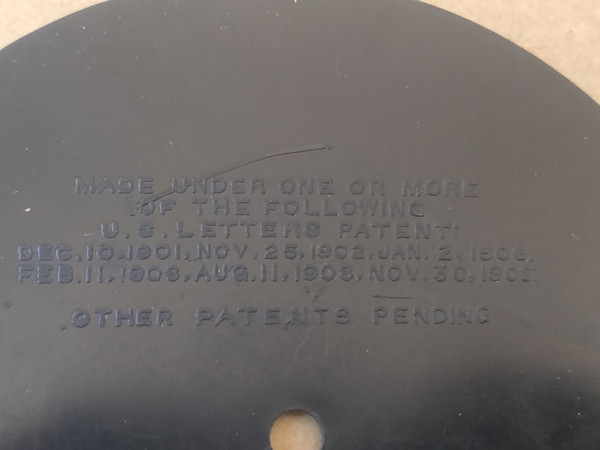 MADE UNDER ONE OR MORE
OF THE FOLLOWING
U.S. LETTERS PATENT:
DEC.10,1901,NOV.25,1902,JAN.2,1906,
FEB.11,1908,AUG.11,1908,NOV.30,1909.
OTHER PATENTS PENDING